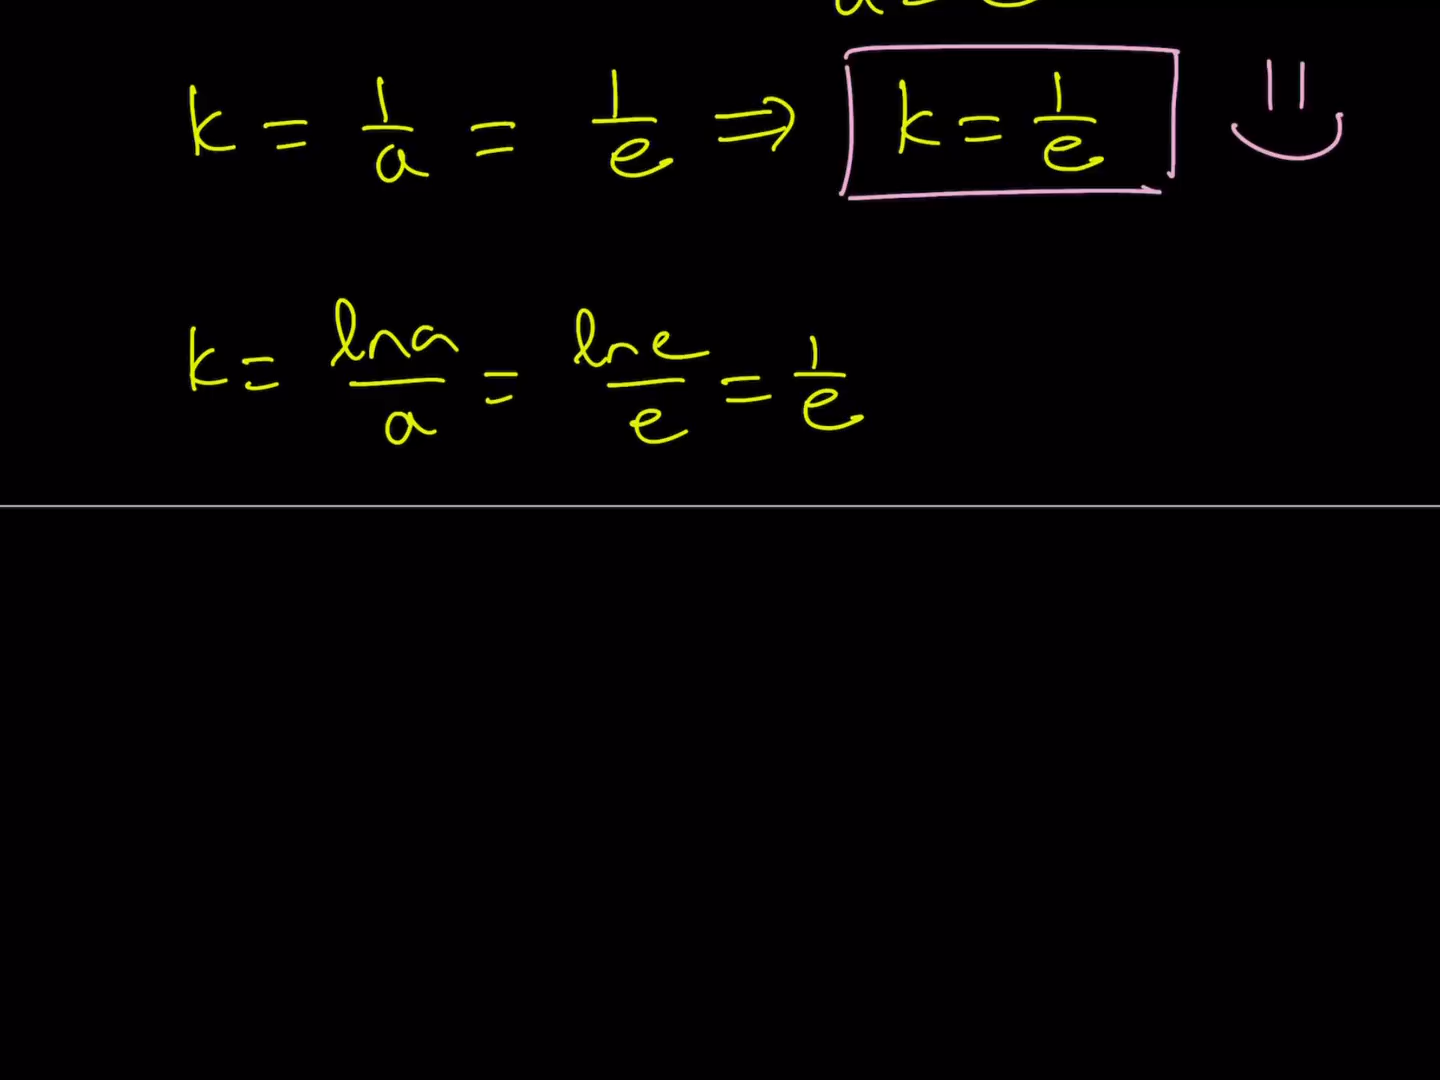 a = e
k = 1/a = 1/e ⇒ k = 1/e
k = ln a/a = ln e/e = 1/e